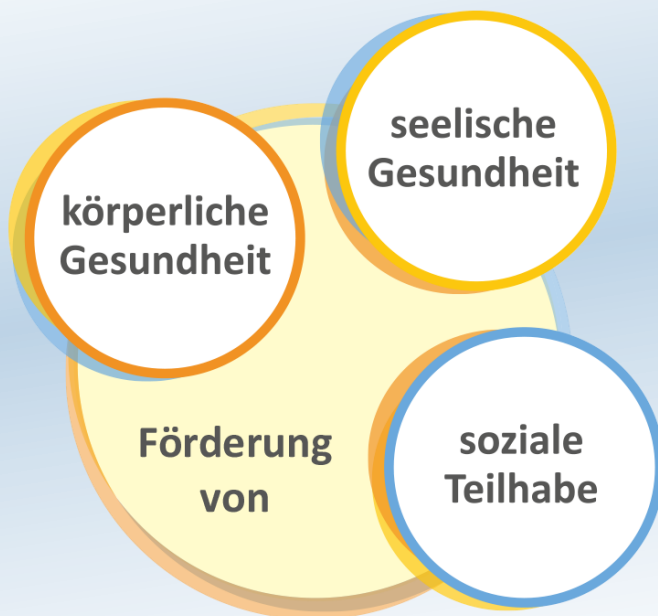 seelische
Gesundheit
körperliche
Gesundheit
Förderung
von
soziale
Teilhabe